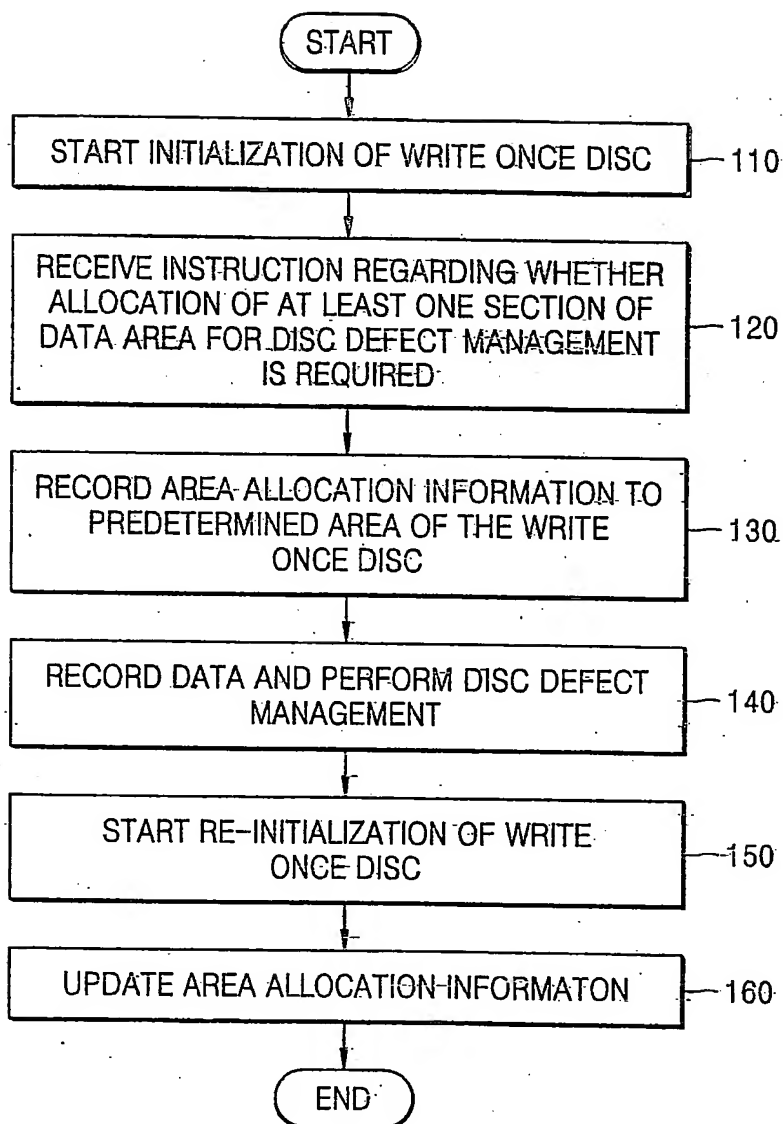 START
START INITIALIZATION OF WRITE ONCE DISC
110
RECEIVE INSTRUCTION REGARDING WHETHER
ALLOCATION OF AT LEAST ONE SECTION OF
DATA AREA FOR DISC DEFECT MANAGEMENT
IS REQUIRED
120
RECORD AREA ALLOCATION INFORMATION TO
PREDETERMINED AREA OF THE WRITE
ONCE DISC
130
RECORD DATA AND PERFORM DISC DEFECT
MANAGEMENT
140
START RE-INITIALIZATION OF WRITE
ONCE DISC
150
UPDATE AREA ALLOCATION INFORMATON
160
END